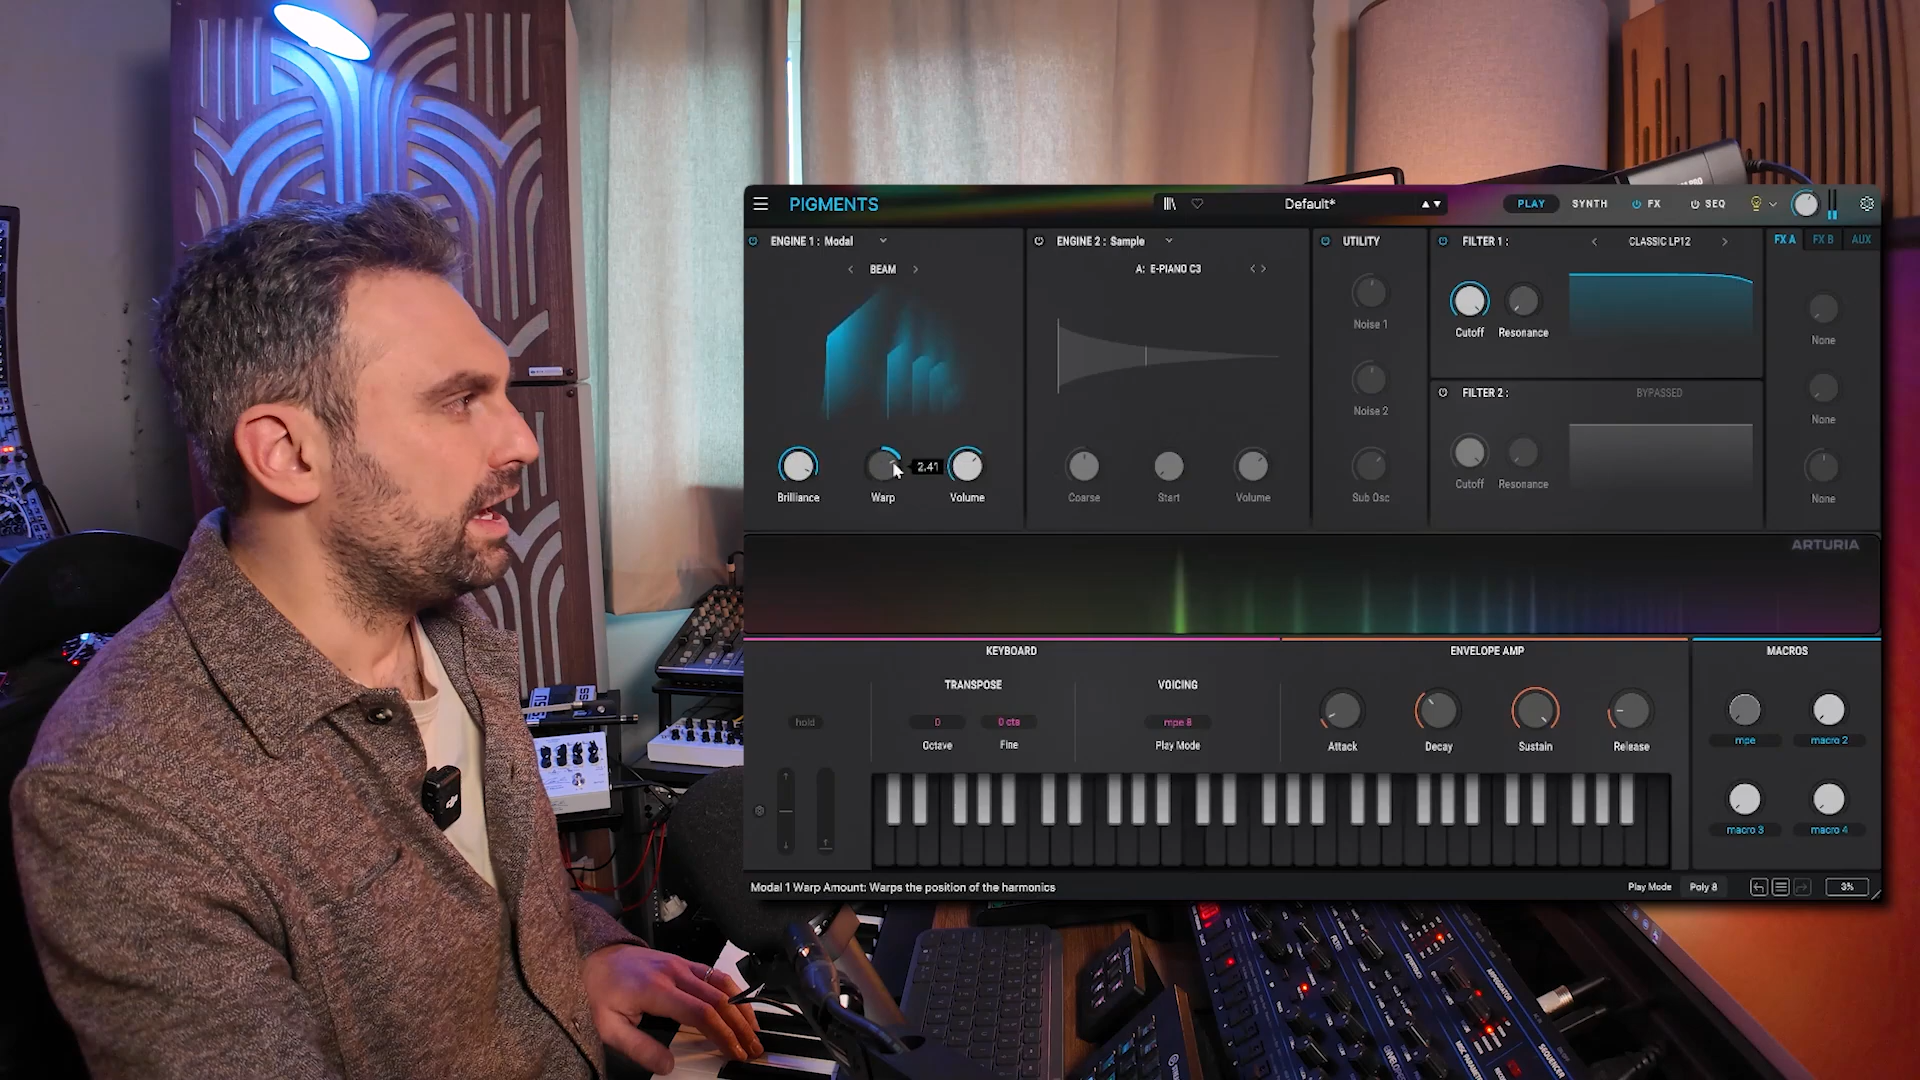 PIGMENTS
Default*
PLAY
SYNTH
FX
SEQ
ENGINE 1 : Modal
BEAM
2.41
Brilliance
Warp
Volume
ENGINE 2 : Sample
A: E-PIANO C3
Coarse
Start
Volume
UTILITY
Noise 1
Noise 2
Sub Osc
FILTER 1 :
CLASSIC LP12
Cutoff
Resonance
FILTER 2 :
BYPASSED
Cutoff
Resonance
FX A
FX B
AUX
None
None
None
ARTURIA
KEYBOARD
hold
TRANSPOSE
0
0 cts
Octave
Fine
VOICING
mpe 8
Play Mode
ENVELOPE AMP
Attack
Decay
Sustain
Release
MACROS
mpe
macro 2
macro 3
macro 4
Modal 1 Warp Amount: Warps the position of the harmonics
Play Mode
Poly 8
3%